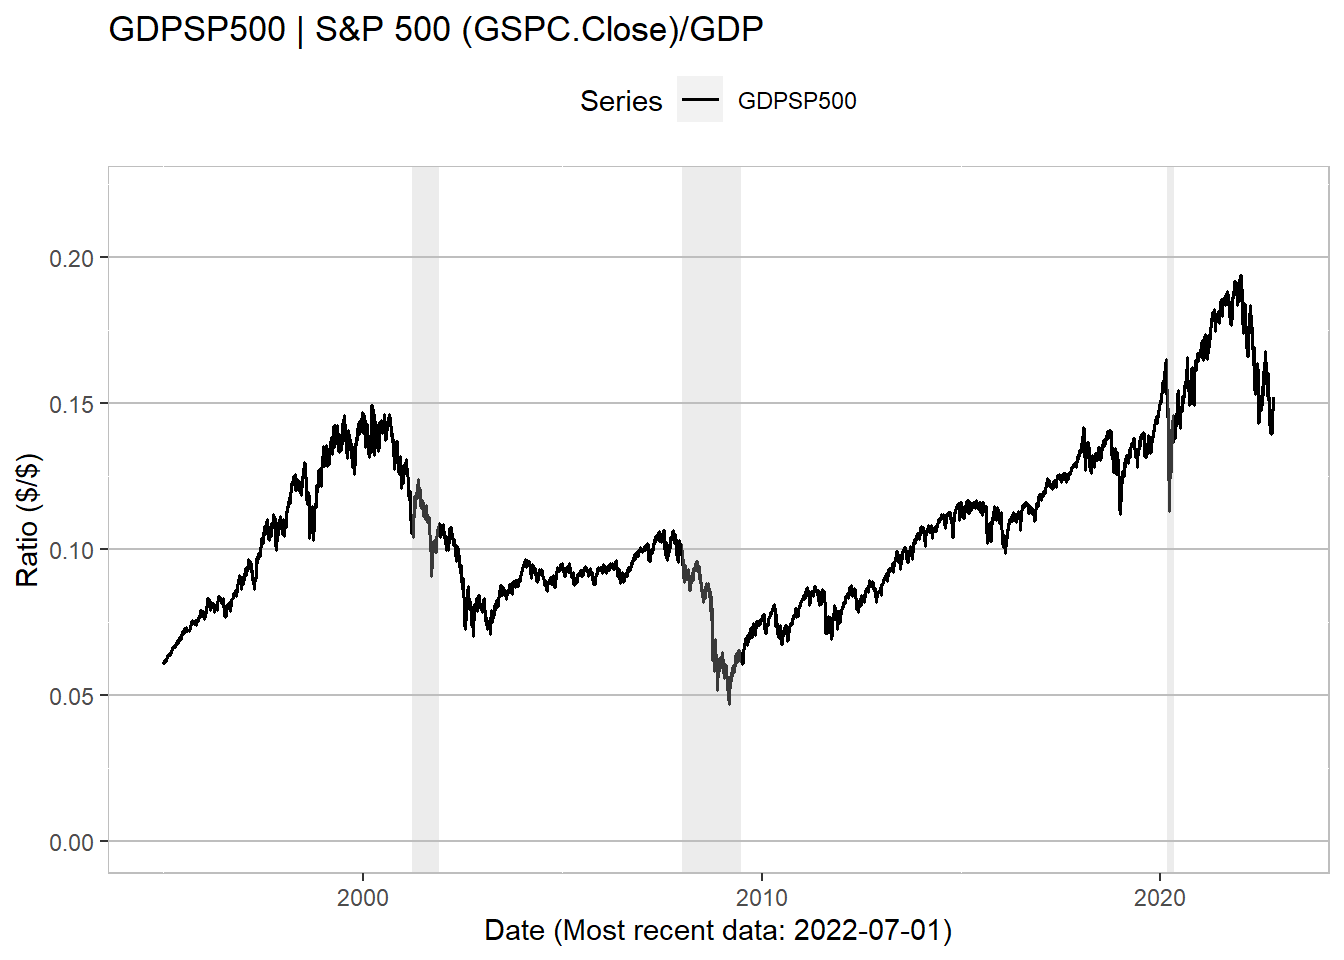 GDPSP500 | S&P 500 (GSPC.Close)/GDP
Series GDPSP500
Ratio ($/$)
0.20
0.15
0.10
0.05
0.00
2000 2010 2020
Date (Most recent data: 2022-07-01)